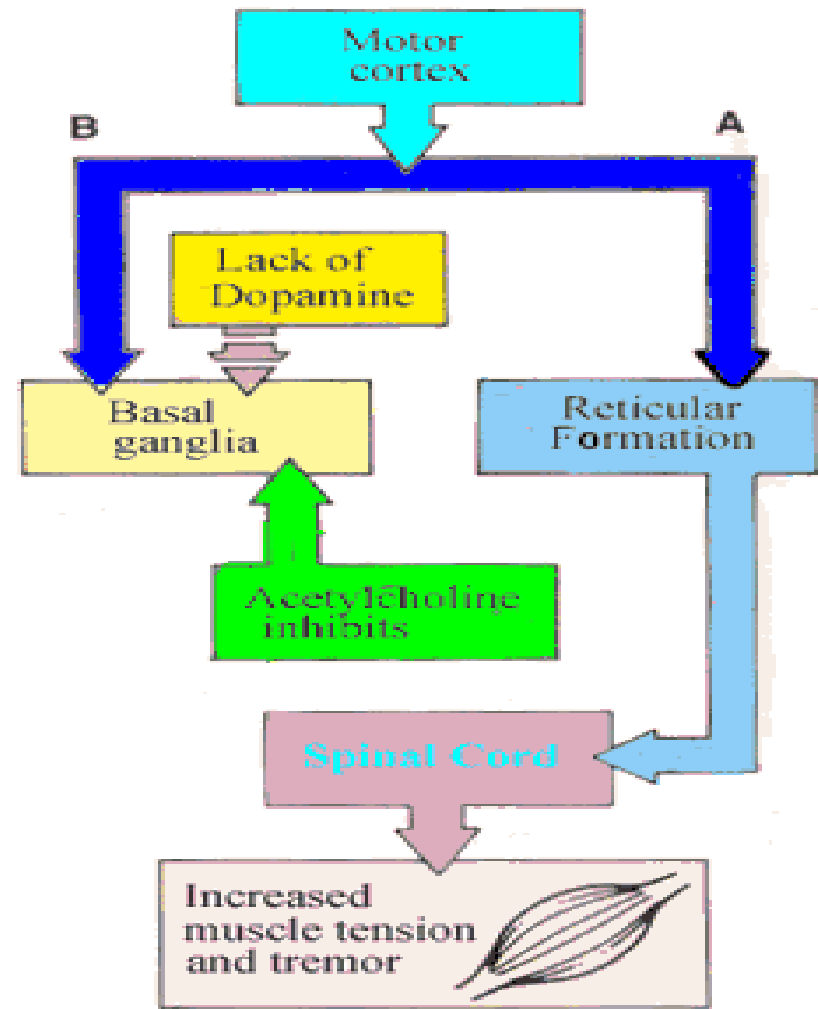 Motor
cortex
B
A
Lack of
Dopamine
Basal
ganglia
Reticular
Formation
Acetylcholine
inhibits
Spinal Cord
Increased
muscle tension
and tremor